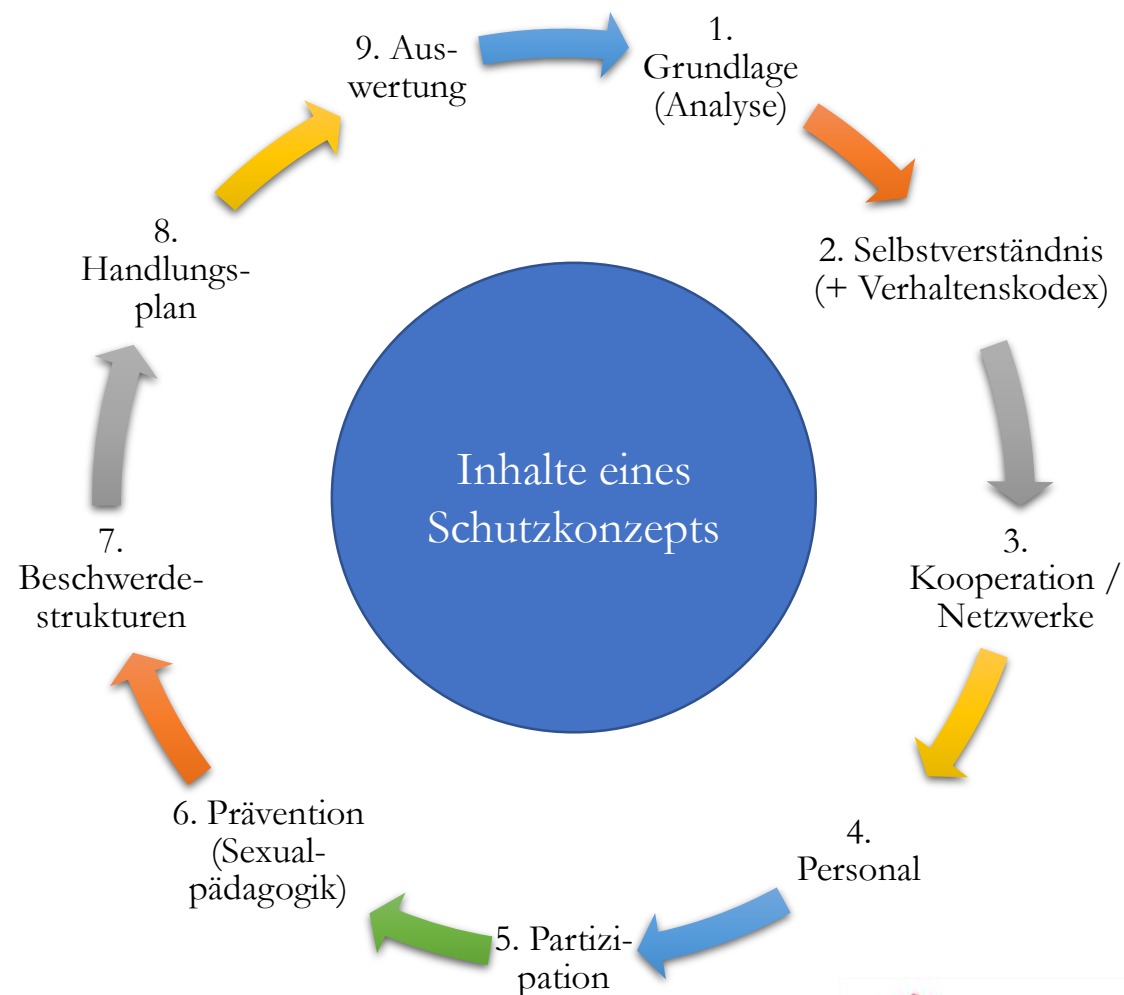 1.
Grundlage
(Analyse)
2. Selbstverständnis
(+ Verhaltenskodex)
3.
Kooperation /
Netzwerke
4.
Personal
5. Partizi-
pation
6. Prävention
(Sexual-
pädagogik)
7.
Beschwerde-
strukturen
8.
Handlungs-
plan
9. Aus-
wertung
Inhalte eines
Schutzkonzepts